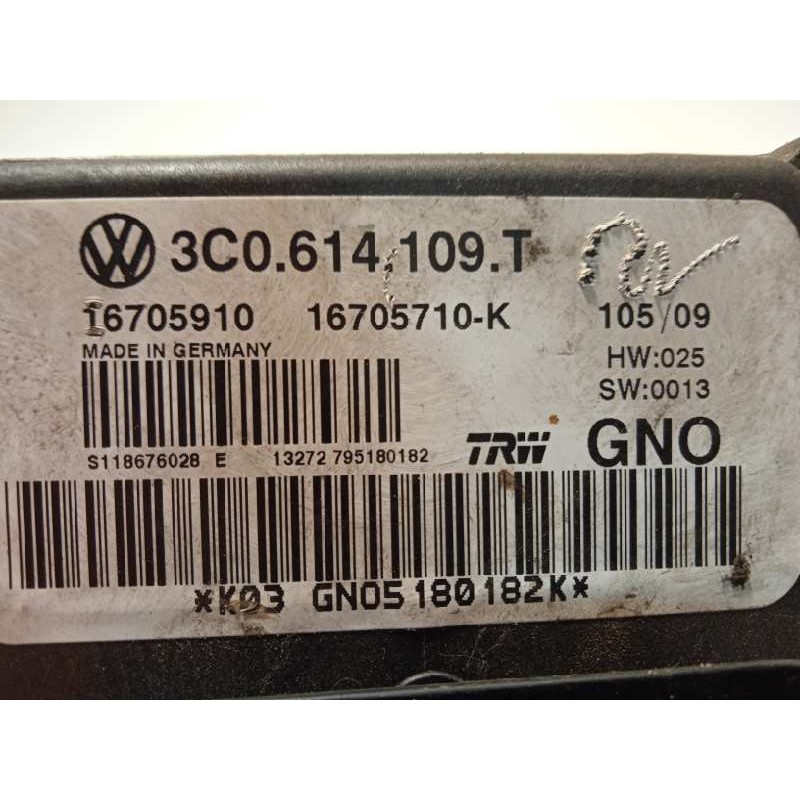 3C0.614.109.T
16705910 16705710-K 105/09
MADE IN GERMANY HW:025
SW:0013
S118676028 E 13272 795180182 TRW GNO
*K03 GNO5180182K*